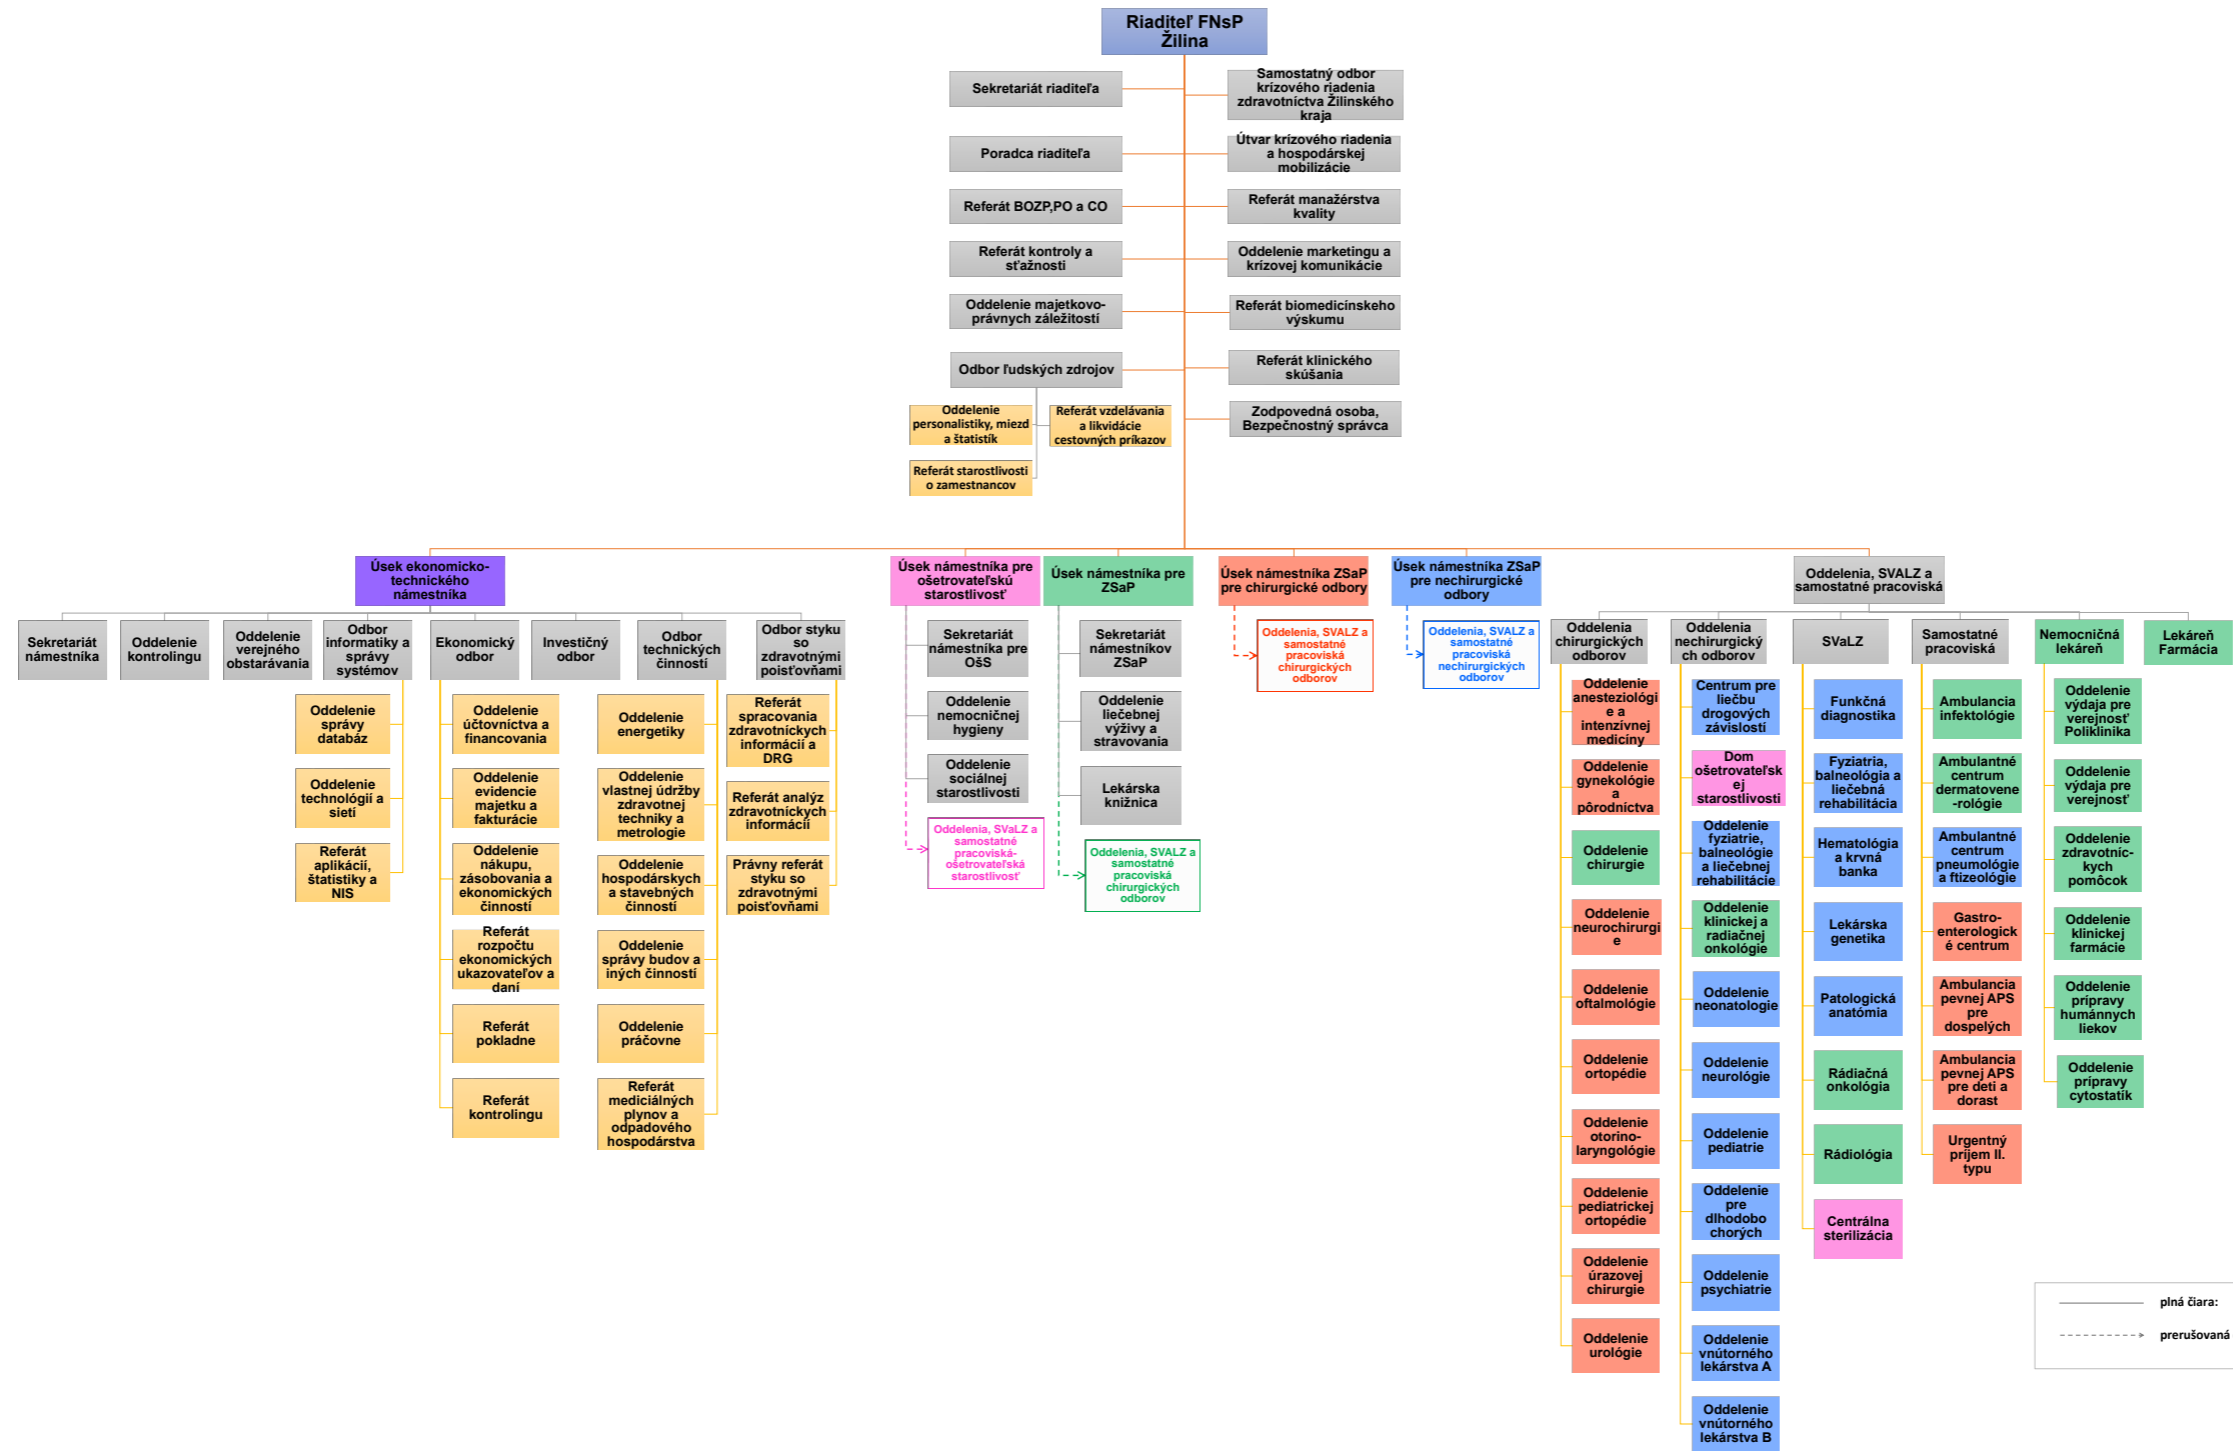 Riaditeľ FNsP
Žilina
Sekretariát riaditeľa
Samostatný odbor
krízového riadenia
zdravotníctva Žilinského
kraja
Poradca riaditeľa
Útvar krízového riadenia
a hospodárskej
mobilizácie
Referát BOZP,PO a CO
Referát manažérstva
kvality
Referát kontroly a
sťažnosti
Oddelenie marketingu a
krízovej komunikácie
Oddelenie majetkovo-
právnych záležitostí
Referát biomedicínskeho
výskumu
Odbor ľudských zdrojov
Referát klinického
skúšania
Oddelenie
personalistiky, miezd
a štatistík
Referát vzdelávania
a likvidácie
cestovných príkazov
Zodpovedná osoba,
Bezpečnostný správca
Referát starostlivosti
o zamestnancov
Úsek ekonomicko-
technického
námestníka
Úsek námestníka pre
ošetrovateľskú
starostlivosť
Úsek námestníka pre
ZSaP
Úsek námestníka ZSaP
pre chirurgické odbory
Úsek námestníka ZSaP
pre nechirurgické
odbory
Oddelenia, SVALZ a
samostatné pracoviská
Sekretariát
námestníka
Oddelenie
kontrolingu
Oddelenie
verejného
obstarávania
Odbor
informatiky a
správy
systémov
Ekonomický
odbor
Investičný
odbor
Odbor
technických
činností
Odbor styku
so
zdravotnými
poisťovňami
Oddelenie
správy
databáz
Oddelenie
technológií a
sietí
Referát
aplikácií,
štatistiky a
NIS
Oddelenie
účtovníctva a
financovania
Oddelenie
evidencie
majetku a
fakturácie
Oddelenie
nákupu,
zásobovania a
ekonomických
činností
Referát
rozpočtu
ekonomických
ukazovateľov a
daní
Referát
pokladne
Referát
kontrolingu
Oddelenie
energetiky
Oddelenie
vlastnej údržby
zdravotnej
techniky a
metrologie
Oddelenie
hospodárskych
a stavebných
činností
Oddelenie
správy budov a
iných činností
Oddelenie
práčovne
Referát
mediciálnych
plynov a
odpadového
hospodárstva
Referát
spracovania
zdravotníckych
informácií a
DRG
Referát analýz
zdravotníckych
informácií
Právny referát
styku so
zdravotnými
poisťovňami
Sekretariát
námestníka pre
OšS
Oddelenie
nemocničnej
hygieny
Oddelenie
sociálnej
starostlivosti
Oddelenia, SVaLZ a
samostatné
pracoviská-
ošetrovateľská
starostlivosť
Sekretariát
námestníkov
ZSaP
Oddelenie
liečebnej
výživy a
stravovania
Lekárska
knižnica
Oddelenia, SVALZ a
samostatné
pracoviská
chirurgických
odborov
Oddelenia, SVALZ a
samostatné
pracoviská
chirurgických
odborov
Oddelenia, SVALZ a
samostatné
pracoviská
nechirurgických
odborov
Oddelenia
chirurgických
odborov
Oddelenie
anesteziológi
e a
intenzívnej
medicíny
Oddelenie
gynekológie
a
pôrodníctva
Oddelenie
chirurgie
Oddelenie
neurochirurgi
e
Oddelenie
oftalmológie
Oddelenie
ortopédie
Oddelenie
otorino-
laryngológie
Oddelenie
pediatrickej
ortopédie
Oddelenie
úrazovej
chirurgie
Oddelenie
urológie
Oddelenia
nechirurgický
ch odborov
Centrum pre
liečbu
drogových
závislostí
Dom
ošetrovateľsk
ej
starostlivosti
Oddelenie
fyziatrie,
balneológie
a liečebnej
rehabilitácie
Oddelenie
klinickej a
radiačnej
onkológie
Oddelenie
neonatologie
Oddelenie
neurológie
Oddelenie
pediatrie
Oddelenie
pre
dlhodobo
chorých
Oddelenie
psychiatrie
Oddelenie
vnútorného
lekárstva A
Oddelenie
vnútorného
lekárstva B
SVaLZ
Funkčná
diagnostika
Fyziatria,
balneológia a
liečebná
rehabilitácia
Hematológia
a krvná
banka
Lekárska
genetika
Patologická
anatómia
Rádiačná
onkológia
Rádiológia
Centrálna
sterilizácia
Samostatné
pracoviská
Ambulancia
infektológie
Ambulantné
centrum
dermatovene
-rológie
Ambulantné
centrum
pneumológie
a ftizeológie
Gastro-
enterologick
é centrum
Ambulancia
pevnej APS
pre
dospelých
Ambulancia
pevnej APS
pre deti a
dorast
Urgentný
príjem II.
typu
Nemocničná
lekáreň
Oddelenie
výdaja pre
verejnosť
Poliklinika
Oddelenie
výdaja pre
verejnosť
Oddelenie
zdravotníc-
kych
pomôcok
Oddelenie
klinickej
farmácie
Oddelenie
prípravy
humánnych
liekov
Oddelenie
prípravy
cytostatík
Lekáreň
Farmácia
plná čiara:
prerušovaná